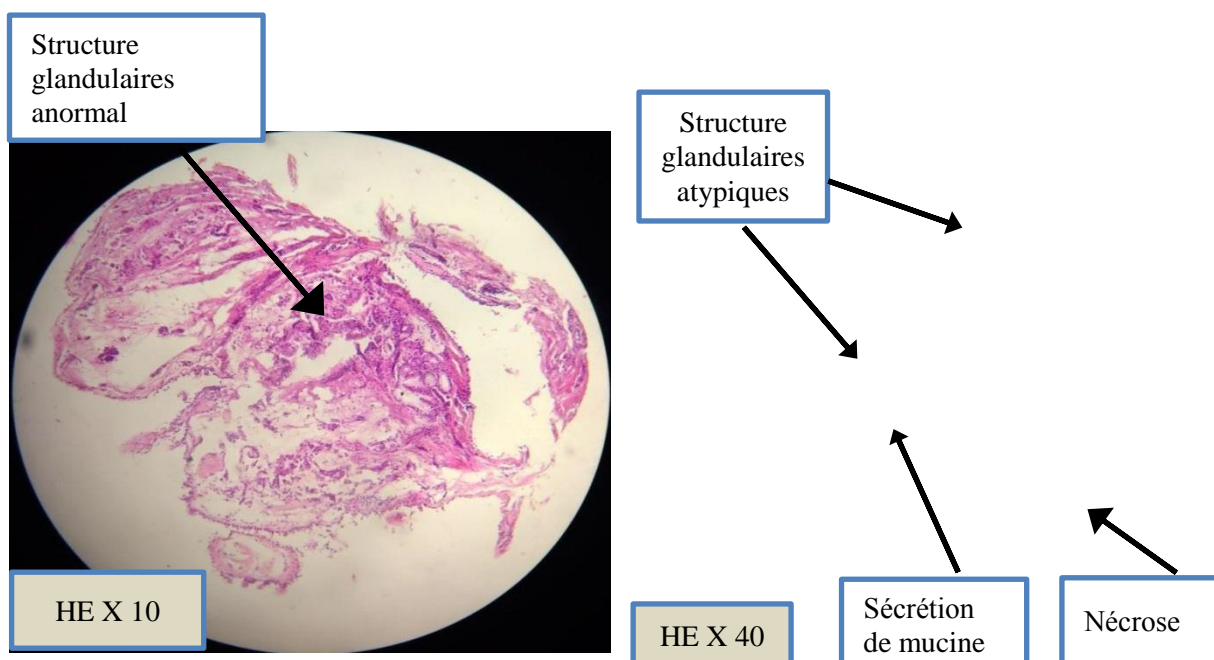 Structure
glandulaires
anormal
HE X 10
Structure
glandulaires
atypiques
HE X 40
Sécrétion
de mucine
Nécrose